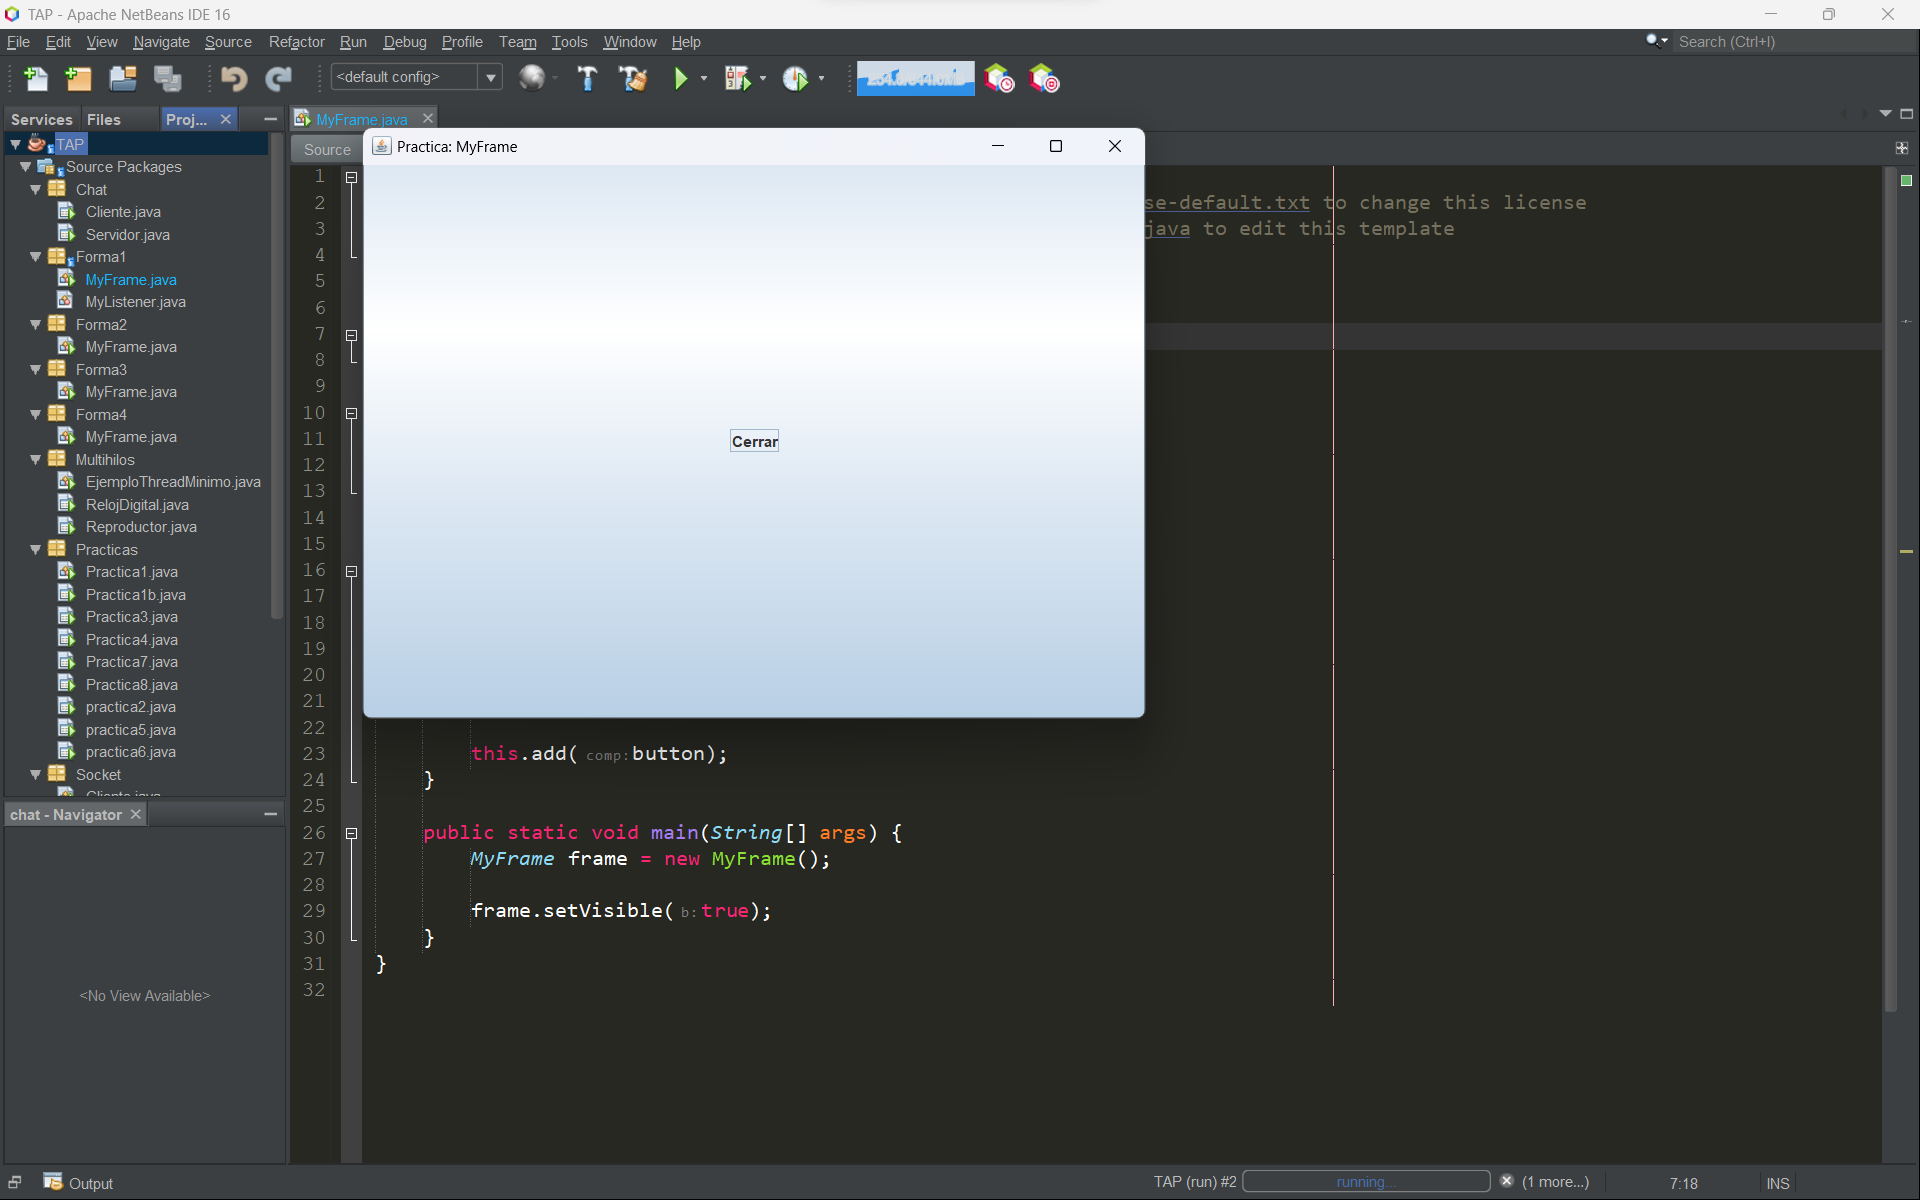 TAP - Apache NetBeans IDE 16
File Edit View Navigate Source Refactor Run Debug Profile Team Tools Window Help
Search (Ctrl+I)
<default config>
Services Files Proj...
MyFrame.java
TAP
Source Packages
Chat
Cliente.java
Servidor.java
Forma1
MyFrame.java
MyListener.java
Forma2
MyFrame.java
Forma3
MyFrame.java
Forma4
MyFrame.java
Multihilos
EjemploThreadMinimo.java
RelojDigital.java
Reproductor.java
Practicas
Practica1.java
Practica1b.java
Practica3.java
Practica4.java
Practica7.java
Practica8.java
practica2.java
practica5.java
practica6.java
Socket
chat - Navigator
<No View Available>
Source
Practica: MyFrame
Cerrar
1
2 se-default.txt to change this license
3 java to edit this template
4
5
6
7
8
9
10
11
12
13
14
15
16
17
18
19
20
21
22
23 this.add( comp: button);
24 }
25
26 public static void main(String[] args) {
27 MyFrame frame = new MyFrame();
28
29 frame.setVisible( b: true);
30 }
31 }
32
Output
TAP (run) #2 running... (1 more...) 7:18 INS